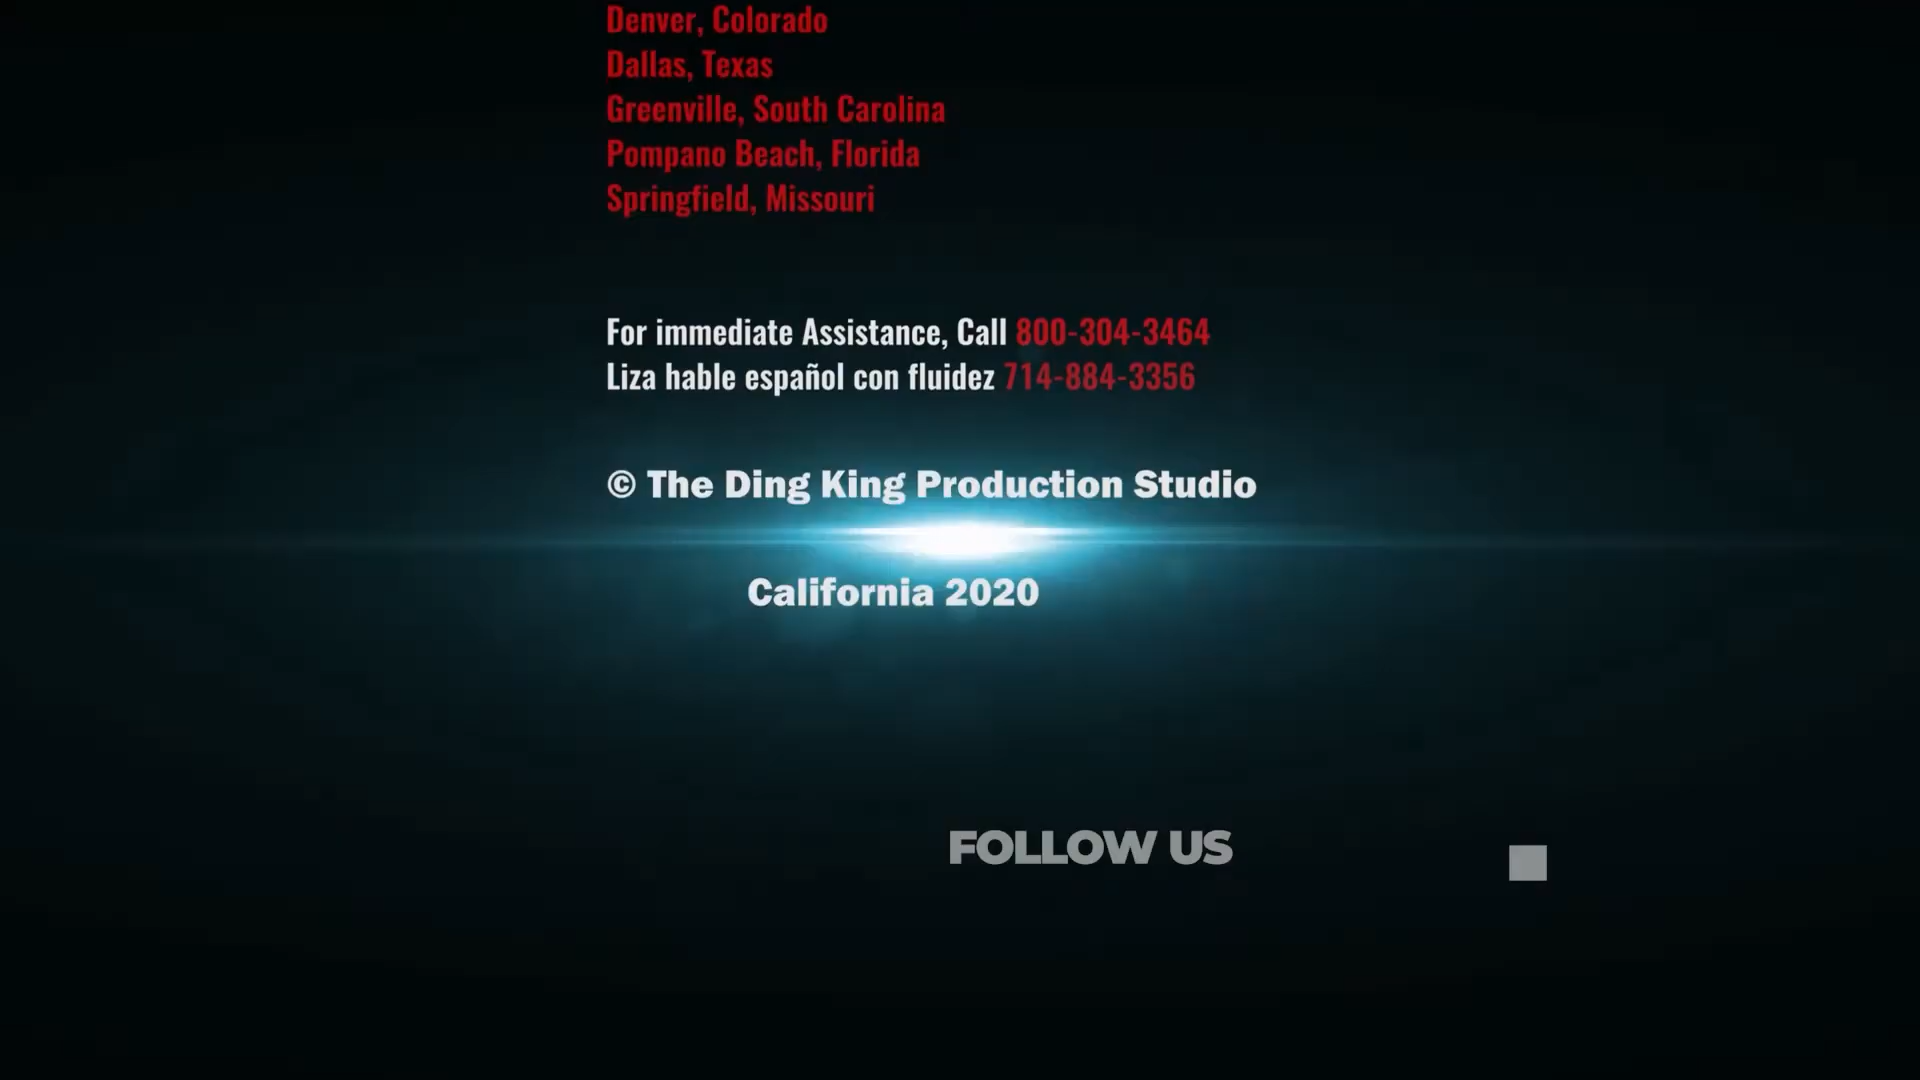 Denver, Colorado
Dallas, Texas
Greenville, South Carolina
Pompano Beach, Florida
Springfield, Missouri
For immediate Assistance, Call 800-304-3464
Liza hable español con fluidez 714-884-3356
© The Ding King Production Studio
California 2020
FOLLOW US